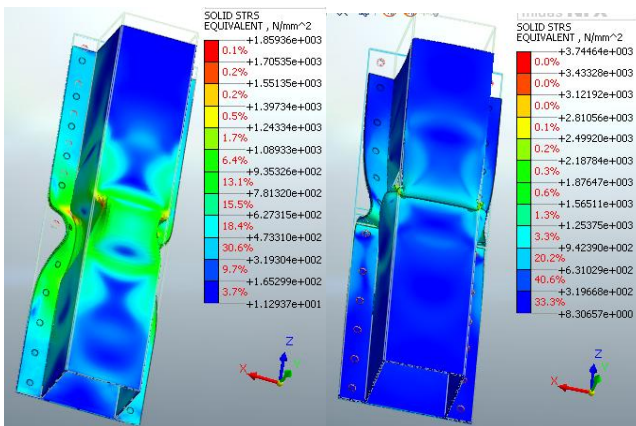 SOLID STRS
EQUIVALENT , N/mm^2
+1.85936e+003
0.1%
+1.70535e+003
0.2%
+1.55135e+003
0.2%
+1.39734e+003
0.5%
+1.24334e+003
1.7%
+1.08933e+003
6.4%
+9.35326e+002
13.1%
+7.81320e+002
15.5%
+6.27315e+002
18.4%
+4.73310e+002
30.6%
+3.19304e+002
9.7%
+1.65299e+002
3.7%
+1.12937e+001
X
Y
Z
SOLID STRS
EQUIVALENT , N/mm^2
+3.74464e+003
0.0%
+3.43328e+003
0.0%
+3.12192e+003
0.0%
+2.81056e+003
0.1%
+2.49920e+003
0.2%
+2.18784e+003
0.3%
+1.87647e+003
0.6%
+1.56511e+003
1.3%
+1.25375e+003
3.3%
+9.42390e+002
20.2%
+6.31029e+002
40.6%
+3.19668e+002
33.3%
+8.30657e+000
X
Y
Z